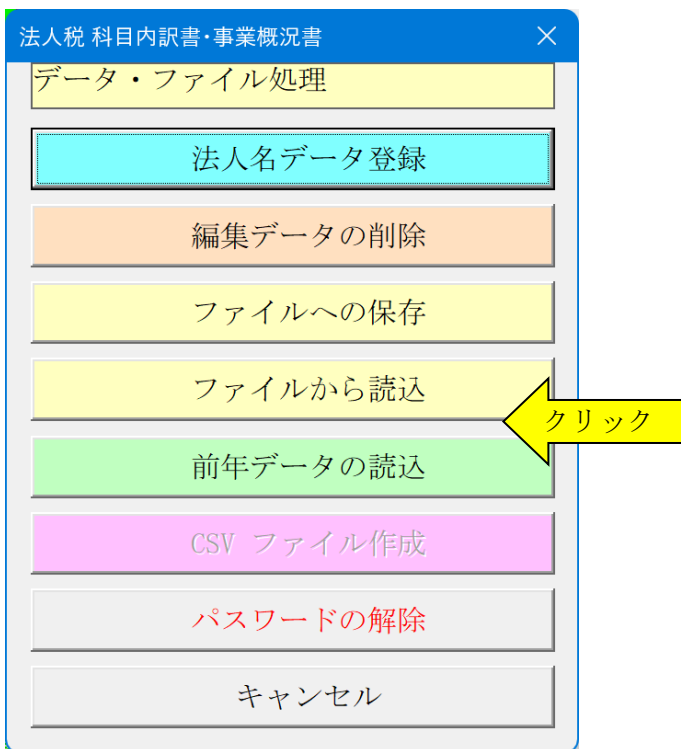 法人税 科目内訳書･事業概況書
データ・ファイル処理
法人名データ登録
編集データの削除
ファイルへの保存
ファイルから読込
クリック
前年データの読込
CSV ファイル作成
パスワードの解除
キャンセル